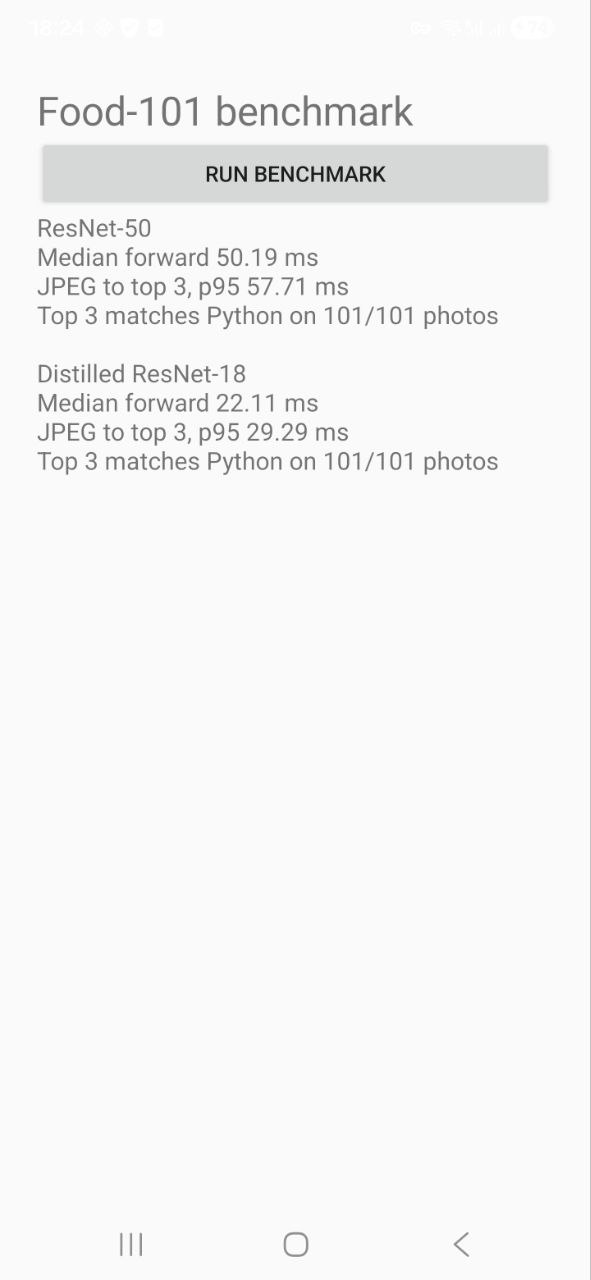 18:24
Food-101 benchmark
RUN BENCHMARK
ResNet-50
Median forward 50.19 ms
JPEG to top 3, p95 57.71 ms
Top 3 matches Python on 101/101 photos
Distilled ResNet-18
Median forward 22.11 ms
JPEG to top 3, p95 29.29 ms
Top 3 matches Python on 101/101 photos